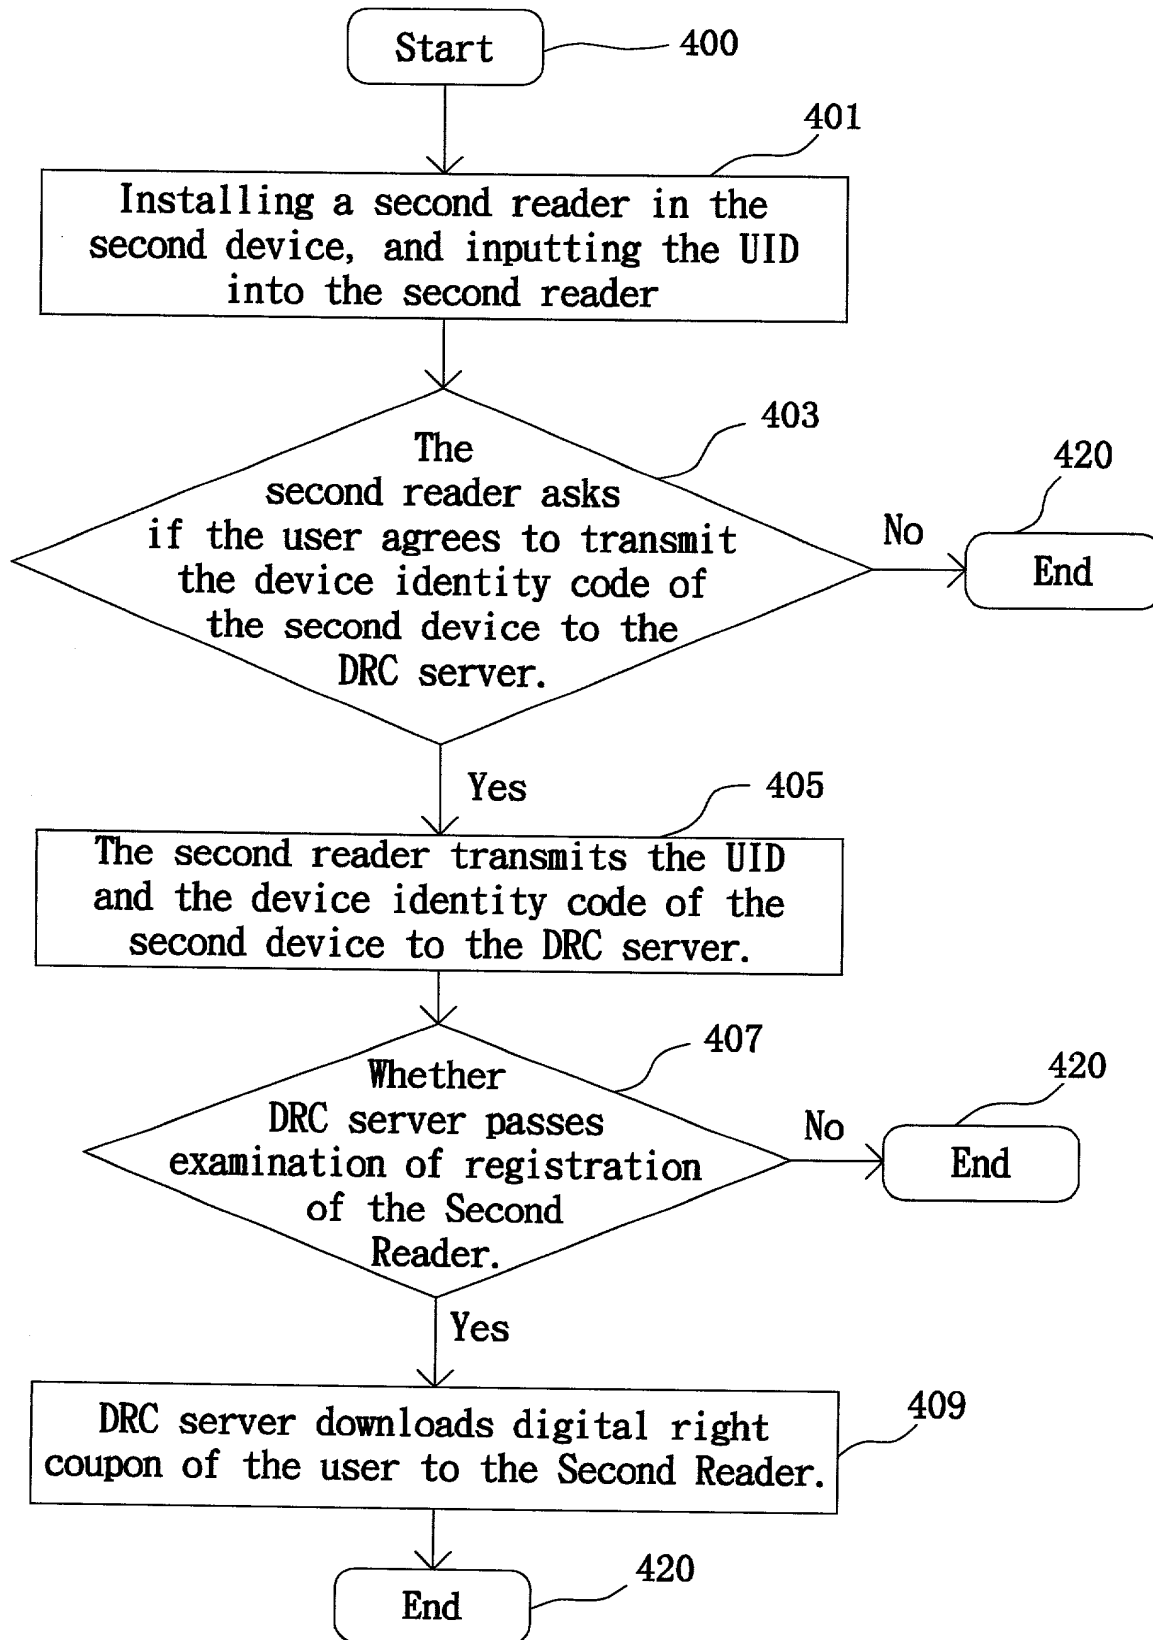 Start
400
401
Installing a second reader in the
second device, and inputting the UID
into the second reader
403
The
second reader asks
if the user agrees to transmit
the device identity code of
the second device to the
DRC server.
No
420
End
Yes
405
The second reader transmits the UID
and the device identity code of the
second device to the DRC server.
407
Whether
DRC server passes
examination of registration
of the Second
Reader.
No
420
End
Yes
409
DRC server downloads digital right
coupon of the user to the Second Reader.
420
End